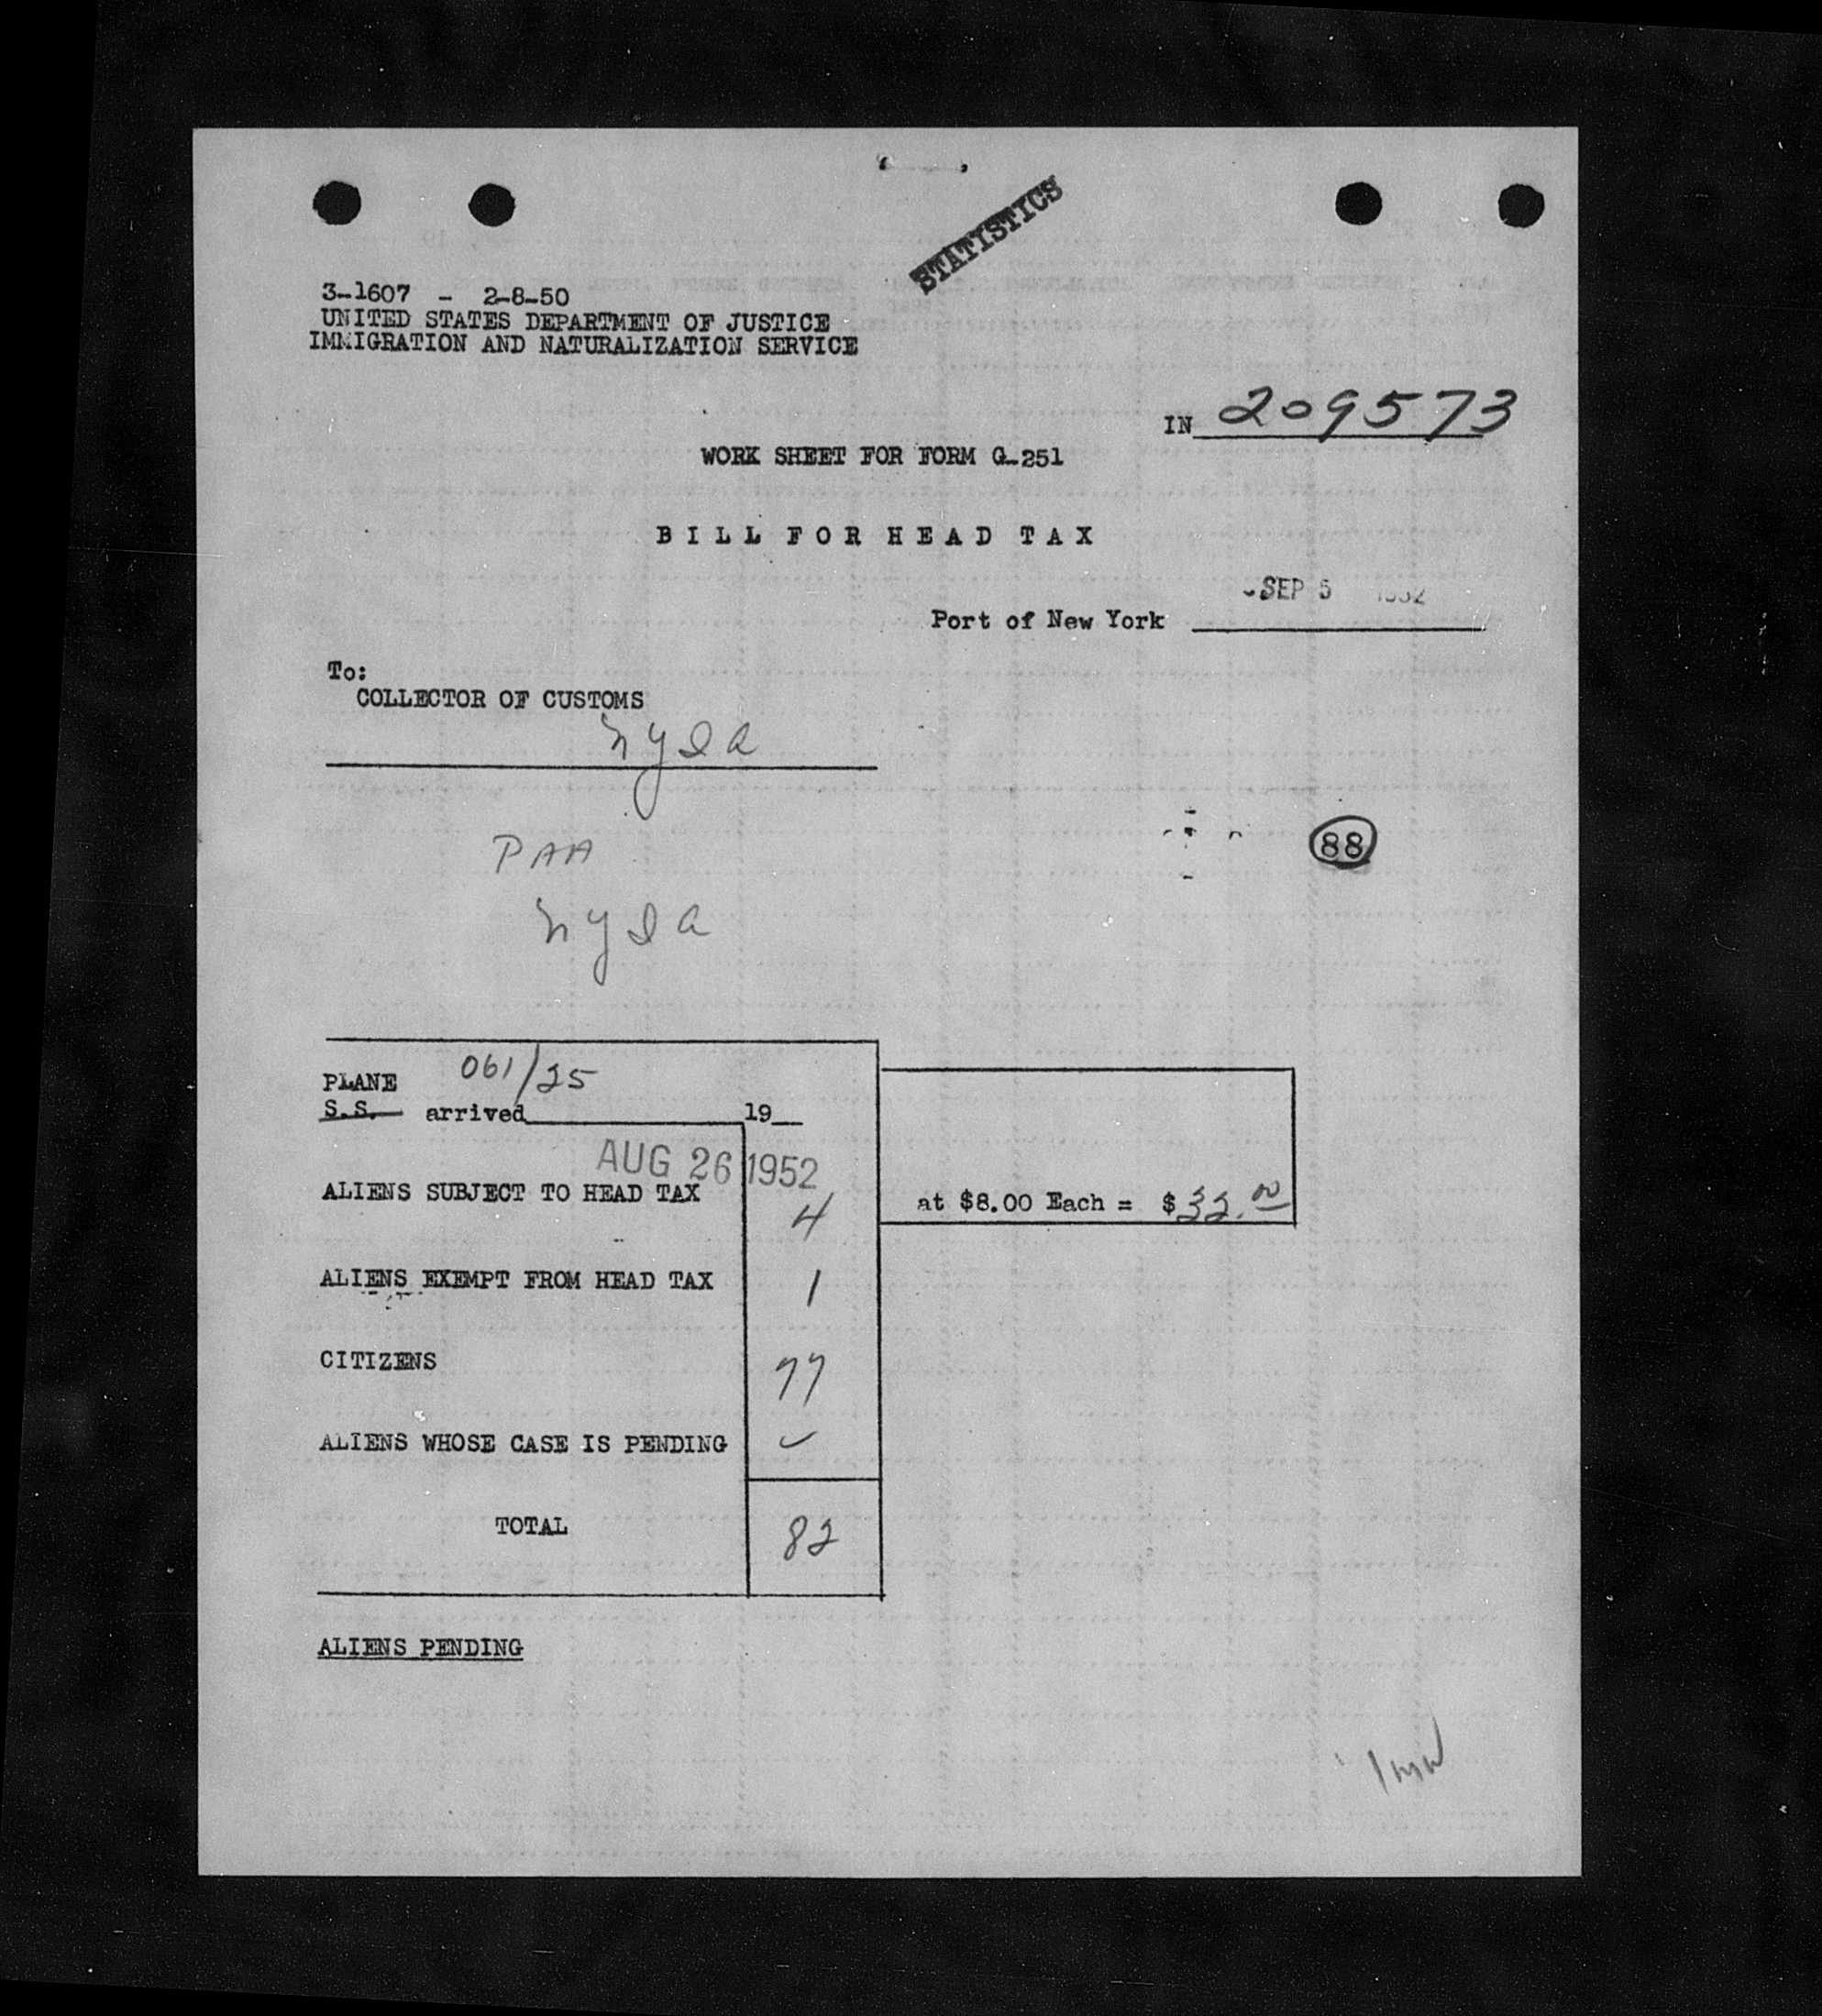 STATISTICS
3-1607 - 2-8-50
UNITED STATES DEPARTMENT OF JUSTICE
IMMIGRATION AND NATURALIZATION SERVICE
IN 209573
WORK SHEET FOR FORM G-251
BILL FOR HEAD TAX
SEP 5 1952
Port of New York
To:
COLLECTOR OF CUSTOMS
NYIA
PAA
88
NYIA
PLANE 061/25
S.S. arrived 19
AUG 26 1952
ALIENS SUBJECT TO HEAD TAX 4
at $8.00 Each = $32.00
ALIENS EXEMPT FROM HEAD TAX 1
CITIZENS 77
ALIENS WHOSE CASE IS PENDING
TOTAL 82
ALIENS PENDING